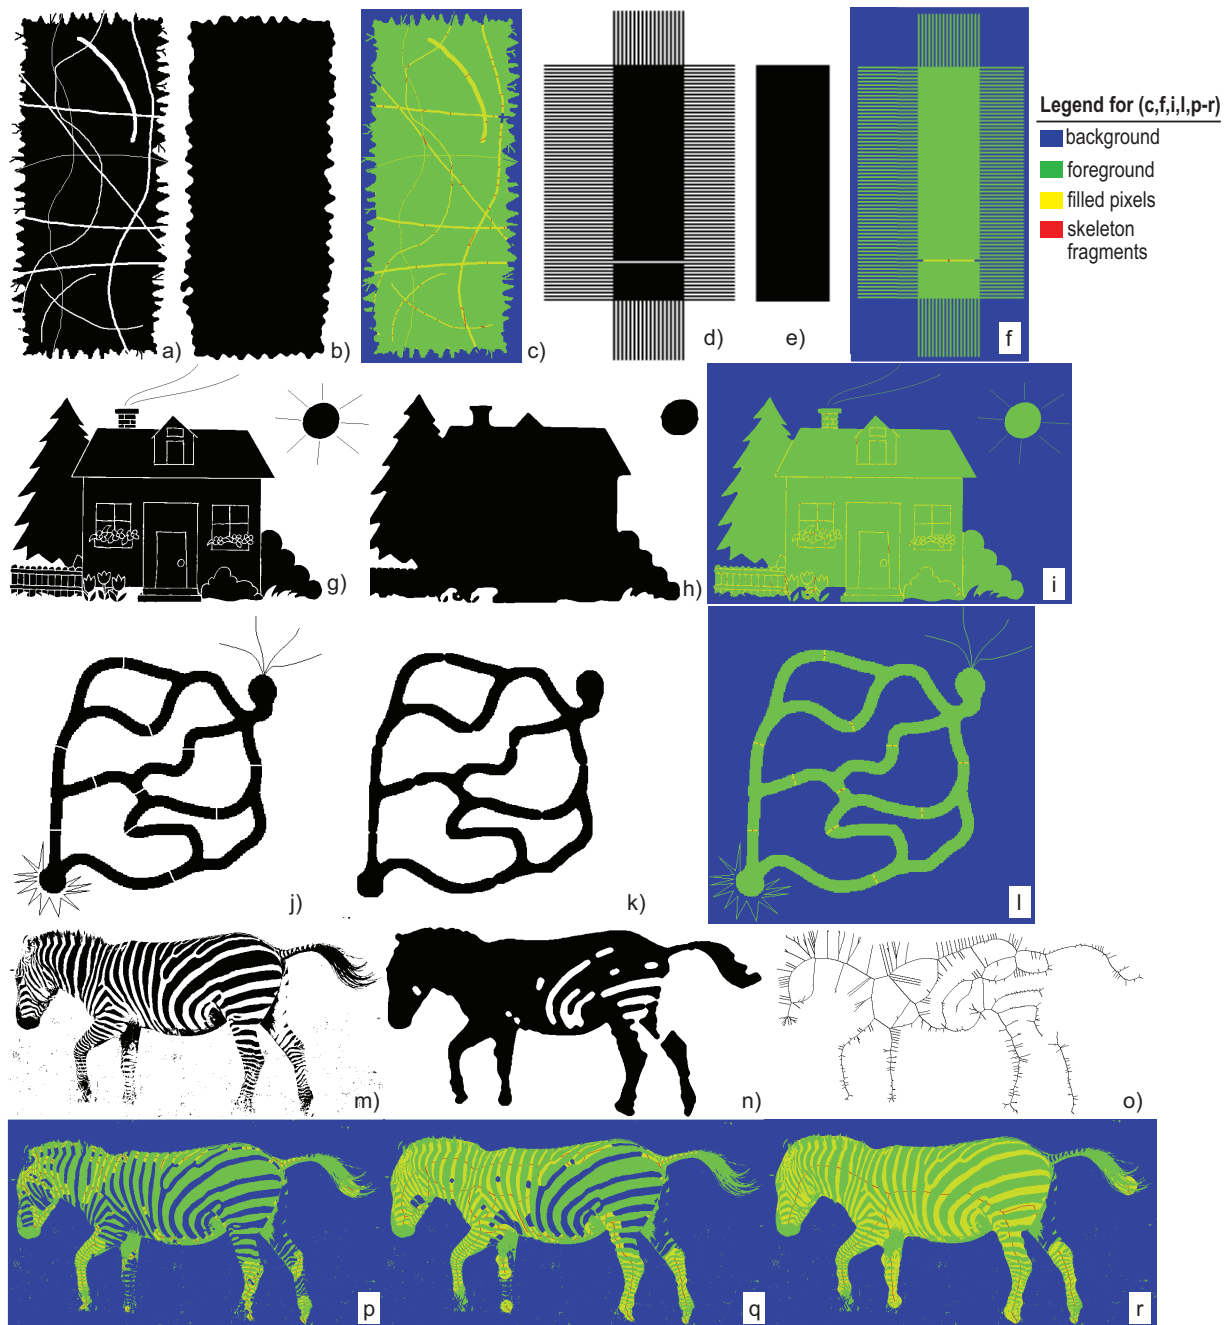 a)
b)
c)
d)
e)
f
Legend for (c,f,i,l,p-r)
background
foreground
filled pixels
skeleton
fragments
g)
h)
i
j)
k)
l
m)
n)
o)
p
q
r